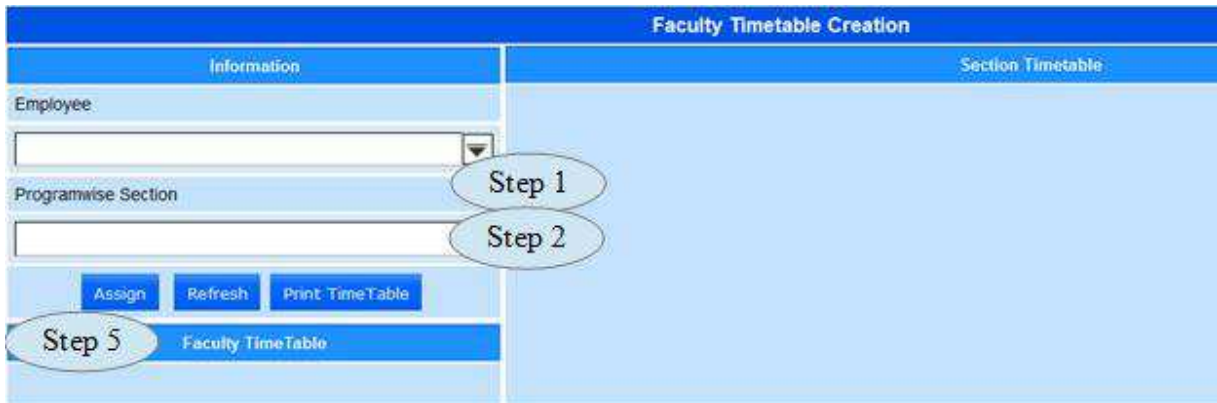 Faculty Timetable Creation
Information
Section Timetable
Employee
Step 1
Programwise Section
Step 2
Assign Refresh Print TimeTable
Step 5
Faculty TimeTable